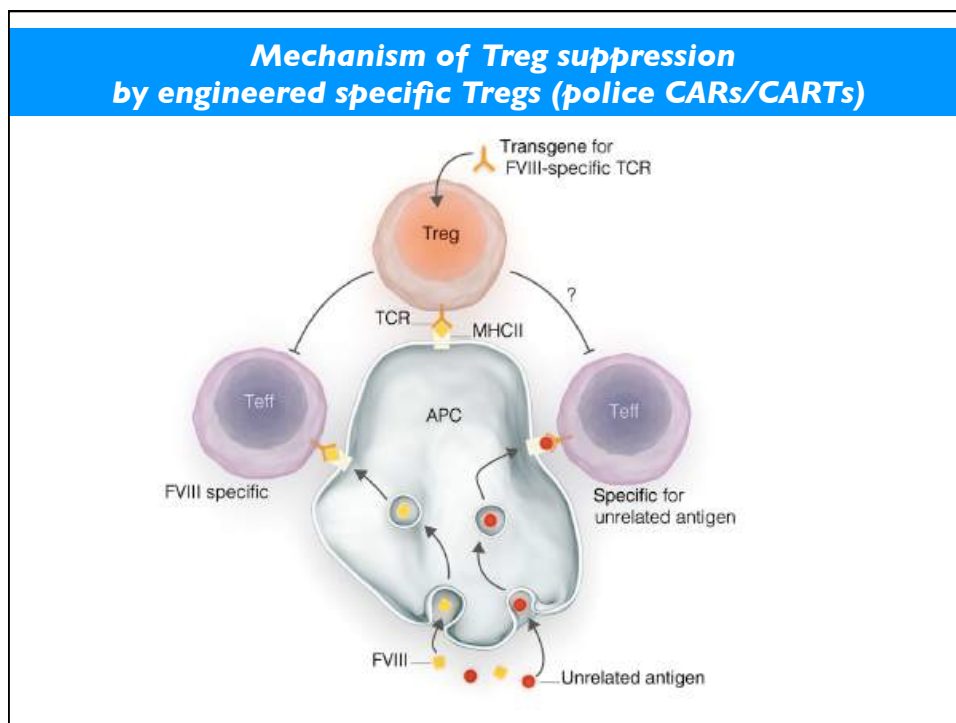 Mechanism of Treg suppression
by engineered specific Tregs (police CARs/CARTs)
Transgene for
FVIII-specific TCR
Treg
?
TCR
MHCII
Teff
APC
Teff
FVIII specific
Specific for
unrelated antigen
FVIII
Unrelated antigen